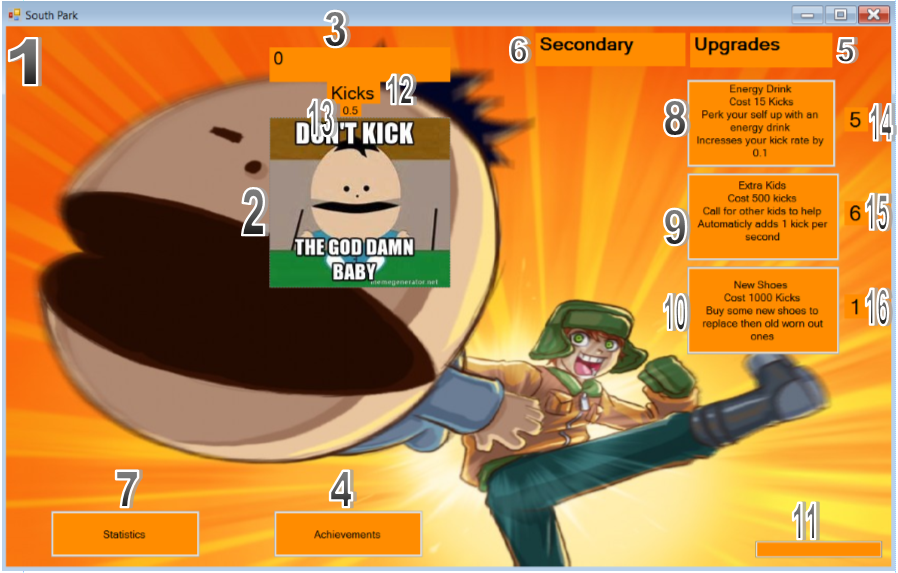 South Park
1
3
0
Kicks
12
13
0.5
DON'T KICK
2
THE GOD DAMN
BABY
memegenerator.net
6
Secondary
Upgrades
5
8
Energy Drink
Cost 15 Kicks
Perk your self up with an
energy drink
Increases your kick rate by
0.1
5
14
9
Extra Kids
Cost 500 kicks
Call for other kids to help
Automaticly adds 1 kick per
second
6
15
10
New Shoes
Cost 1000 Kicks
Buy some new shoes to
replace then old worn out
ones
1
16
7
Statistics
4
Achievements
11